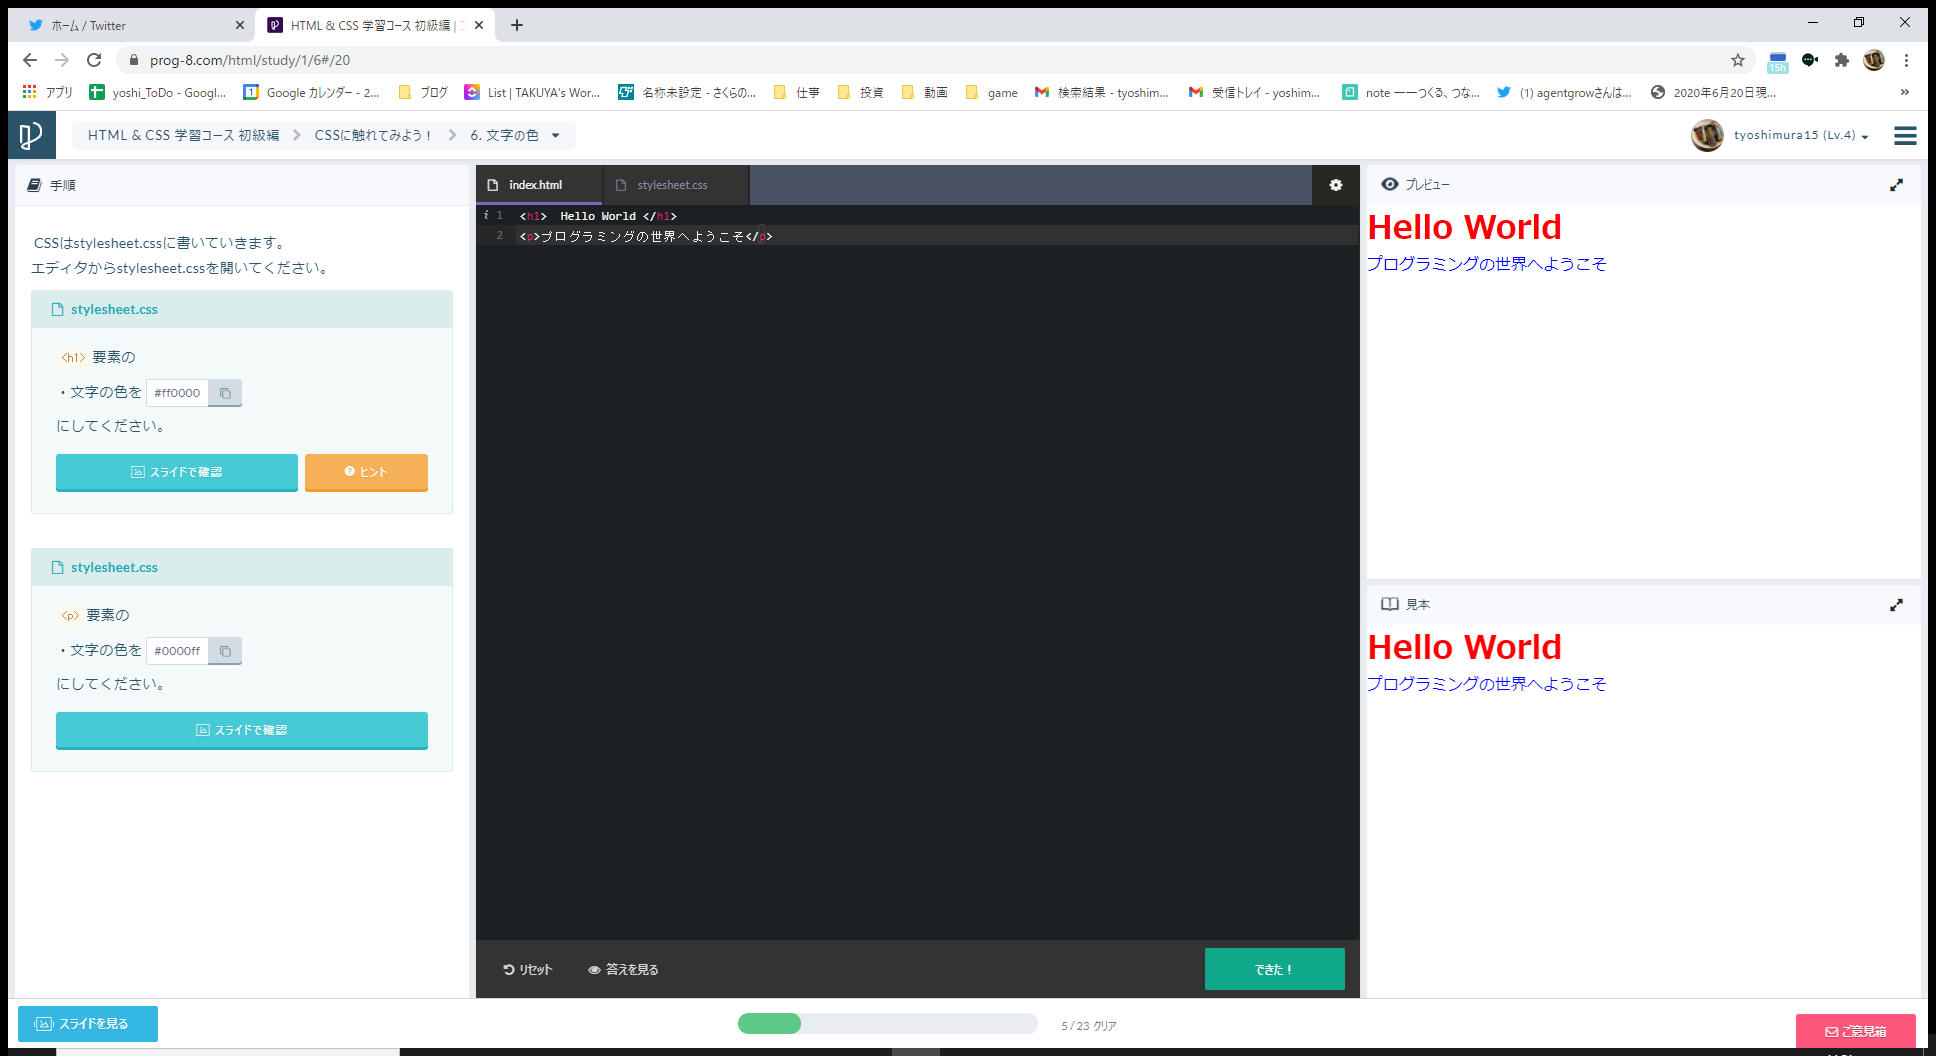 ホーム / Twitter
HTML & CSS 学習コース 初級編 |
prog-8.com/html/study/1/6#/20
15h
アプリ
yoshi_ToDo - Googl...
Google カレンダー - 2...
ブログ
List | TAKUYA's Wor...
名称未設定 - さくらの...
仕事
投資
動画
game
検索結果 - tyoshim...
受信トレイ - yoshim...
note ――つくる、つな...
(1) agentgrowさんは...
2020年6月20日現...
»
HTML & CSS 学習コース 初級編
CSSに触れてみよう！
6. 文字の色
tyoshimura15 (Lv.4)
手順
CSSはstylesheet.cssに書いていきます。
エディタからstylesheet.cssを開いてください。
stylesheet.css
<h1> 要素の
・文字の色を #ff0000
にしてください。
スライドで確認
ヒント
stylesheet.css
<p> 要素の
・文字の色を #0000ff
にしてください。
スライドで確認
index.html
stylesheet.css
i 1 <h1>  Hello World </h1>
2 <p>プログラミングの世界へようこそ</p>
リセット
答えを見る
できた！
プレビュー
Hello World
プログラミングの世界へようこそ
見本
Hello World
プログラミングの世界へようこそ
スライドを見る
5 / 23 クリア
ご意見箱